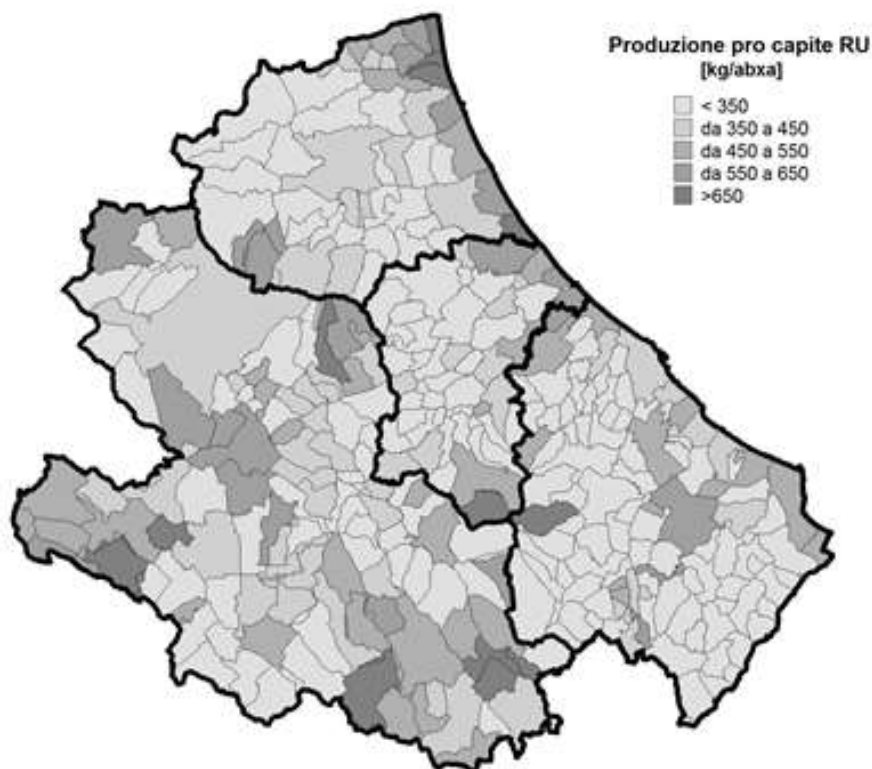 Produzione pro capite RU
[kg/abxa]
< 350
da 350 a 450
da 450 a 550
da 550 a 650
>650